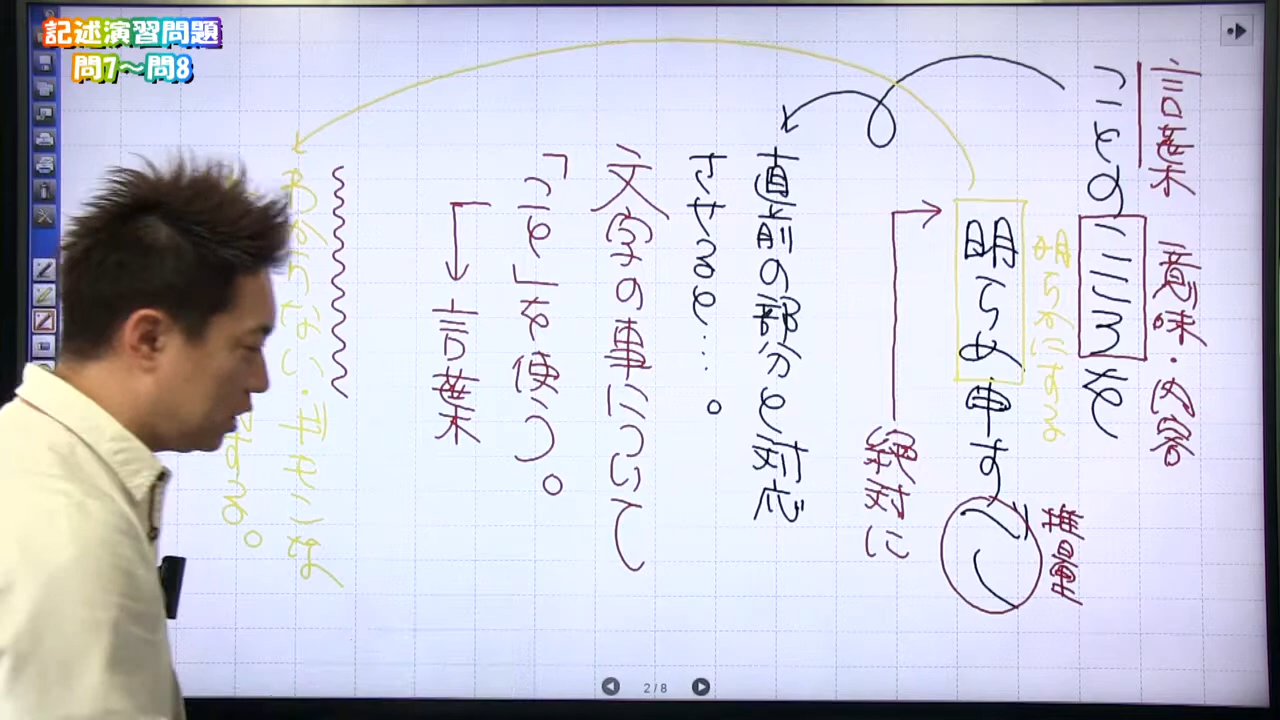 記述演習問題
問7〜問8
言葉 意味・内容
ことのこころを
明らかにする
明らめ申すべし
推量
絶対に
直前の部分と対応
させると…。
文字の事について
「こと」を使う。
言葉
する。
2 / 8